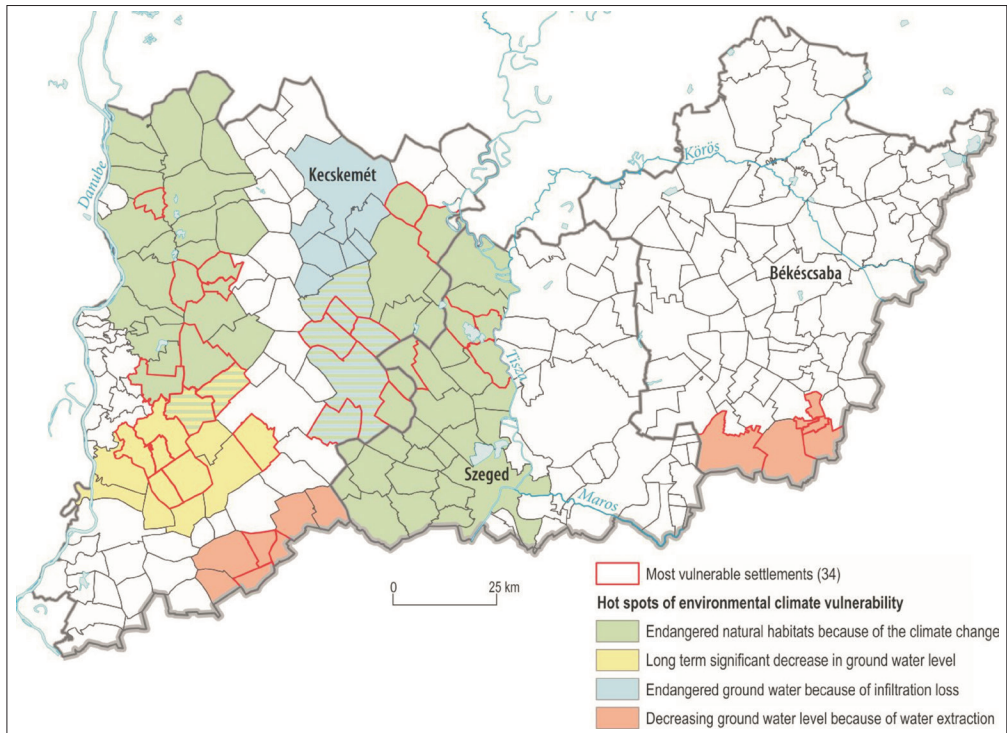 Danube
Kecskemét
Körös
Békéscsaba
Tisza
Szeged
Maros
0 25 km
Most vulnerable settlements (34)
Hot spots of environmental climate vulnerability
Endangered natural habitats because of the climate change
Long term significant decrease in ground water level
Endangered ground water because of infiltration loss
Decreasing ground water level because of water extraction